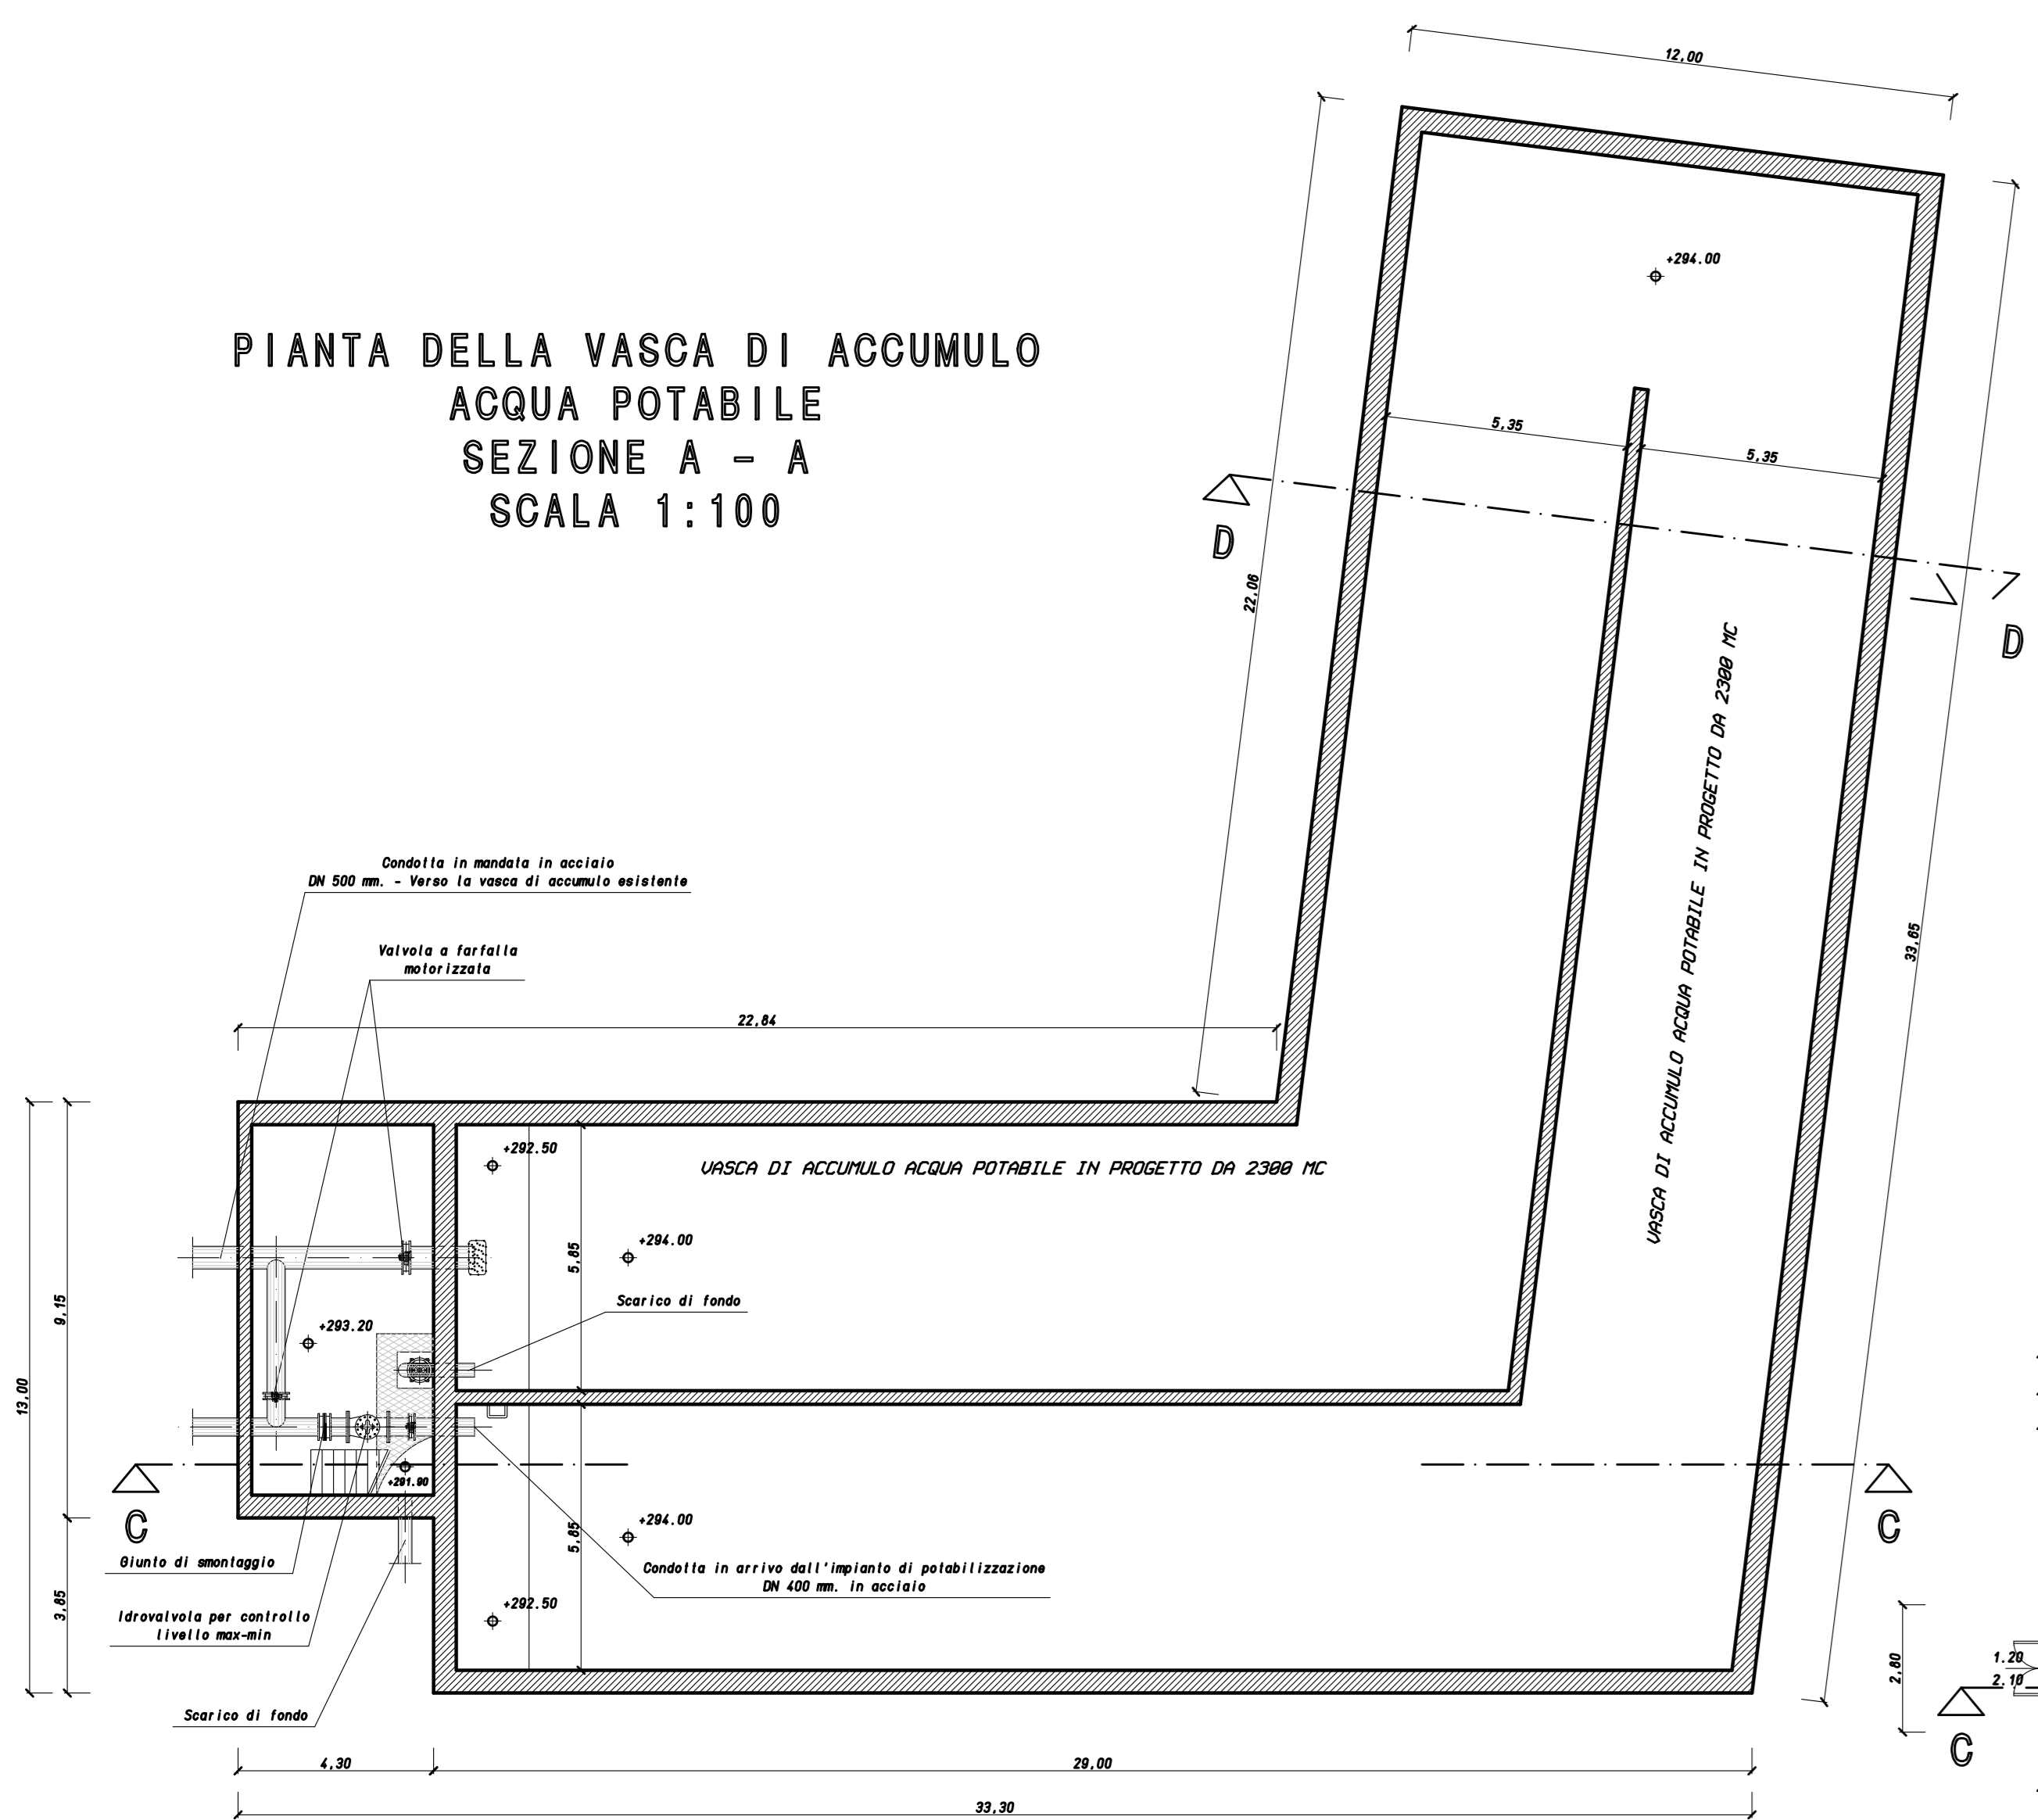 12,00
+294.00
PIANTA DELLA VASCA DI ACCUMULO
ACQUA POTABILE
SEZIONE A - A
SCALA 1:100
5,35
5,35
D
D
22,06
VASCA DI ACCUMULO ACQUA POTABILE IN PROGETTO DA 2300 MC
33,65
Condotta in mandata in acciaio
DN 500 mm. - Verso la vasca di accumulo esistente
Valvola a farfalla
motorizzata
22,84
+292.50
VASCA DI ACCUMULO ACQUA POTABILE IN PROGETTO DA 2300 MC
+294.00
5,85
Scarico di fondo
9,15
+293.20
13,00
+291.90
C
C
+294.00
5,85
Giunto di smontaggio
Condotta in arrivo dall'impianto di potabilizzazione
DN 400 mm. in acciaio
3,85
+292.50
Idrovalvola per controllo
livello max-min
2,80
1.20
2.10
Scarico di fondo
C
4,30
29,00
33,30